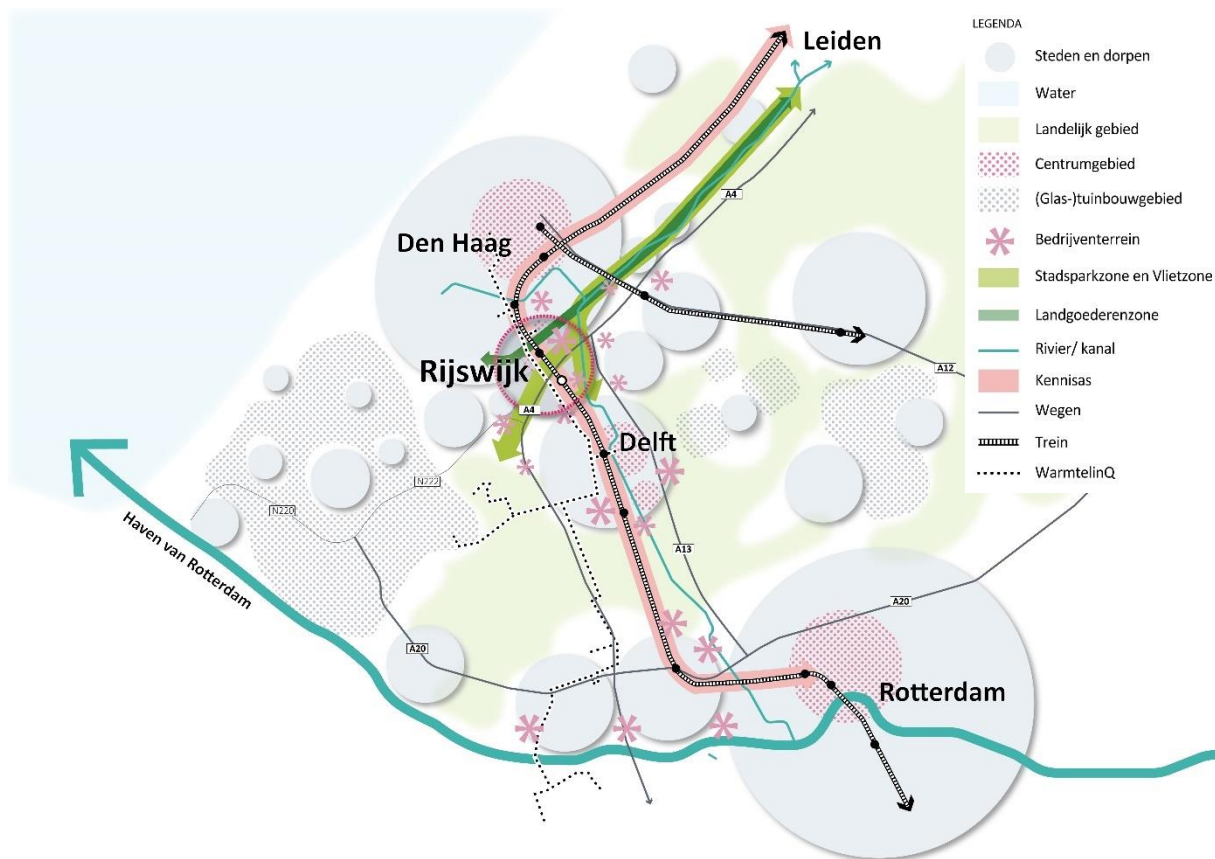 Leiden
Den Haag
A4
Rijswijk
A4
Delft
A12
N222
N220
Haven van Rotterdam
A13
A20
A20
Rotterdam
LEGENDA
Steden en dorpen
Water
Landelijk gebied
Centrumgebied
(Glas-)tuinbouwgebied
Bedrijventerrein
Stadsparkzone en Vlietzone
Landgoederenzone
Rivier/ kanal
Kennisas
Wegen
Trein
WarmtelinQ